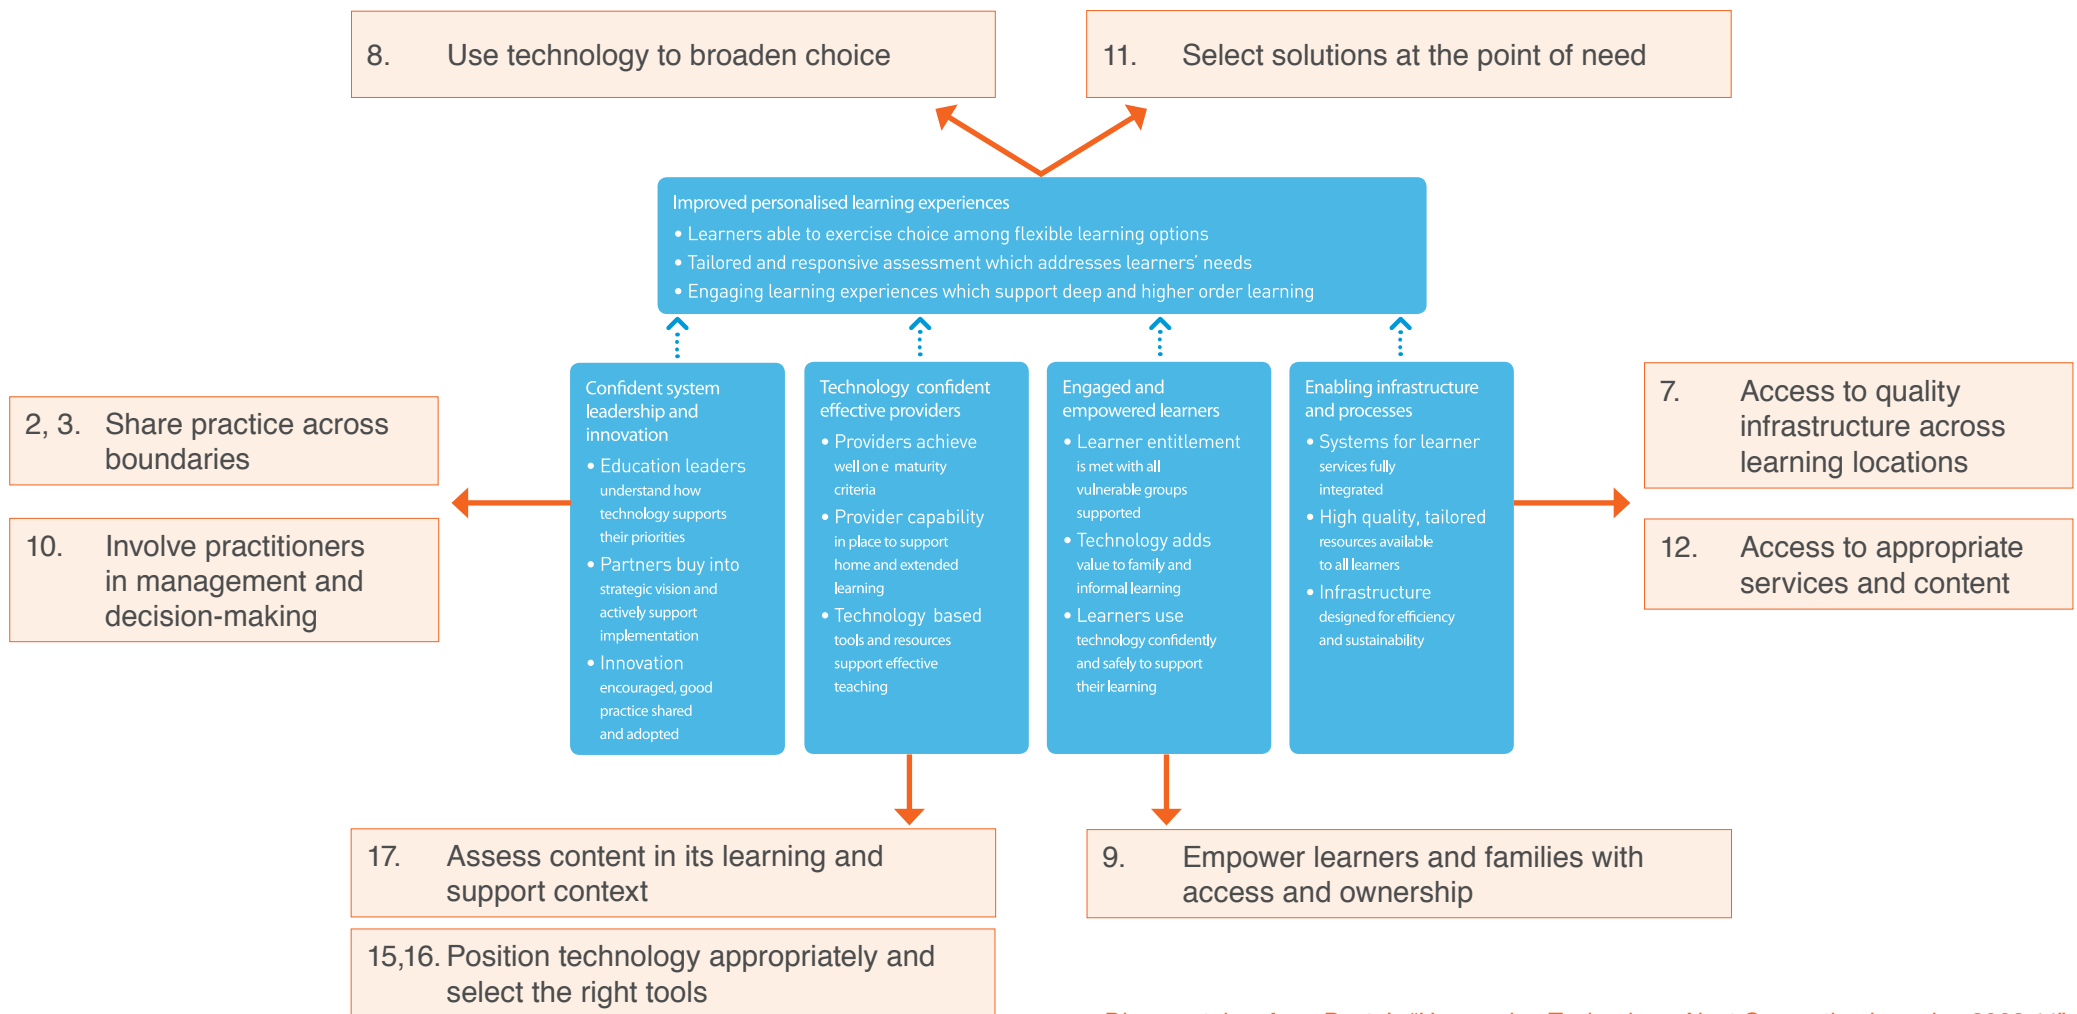 8. Use technology to broaden choice
11. Select solutions at the point of need
Improved personalised learning experiences
• Learners able to exercise choice among flexible learning options
• Tailored and responsive assessment which addresses learners' needs
• Engaging learning experiences which support deep and higher order learning
2, 3. Share practice across
boundaries
10. Involve practitioners
in management and
decision-making
Confident system
leadership and
innovation
• Education leaders
understand how
technology supports
their priorities
• Partners buy into
strategic vision and
actively support
implementation
• Innovation
encouraged, good
practice shared
and adopted
Technology confident
effective providers
• Providers achieve
well on e maturity
criteria
• Provider capability
in place to support
home and extended
learning
• Technology based
tools and resources
support effective
teaching
Engaged and
empowered learners
• Learner entitlement
is met with all
vulnerable groups
supported
• Technology adds
value to family and
informal learning
• Learners use
technology confidently
and safely to support
their learning
Enabling infrastructure
and processes
• Systems for learner
services fully
integrated
• High quality, tailored
resources available
to all learners
• Infrastructure
designed for efficiency
and sustainability
7. Access to quality
infrastructure across
learning locations
12. Access to appropriate
services and content
17. Assess content in its learning and
support context
15,16. Position technology appropriately and
select the right tools
9. Empower learners and families with
access and ownership